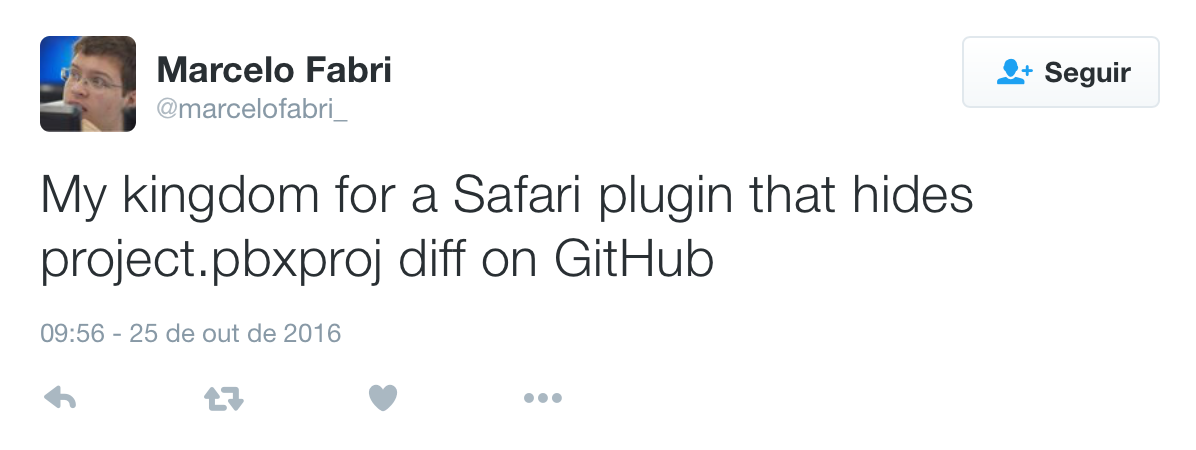 Marcelo Fabri
@marcelofabri_
Seguir
My kingdom for a Safari plugin that hides
project.pbxproj diff on GitHub
09:56 - 25 de out de 2016